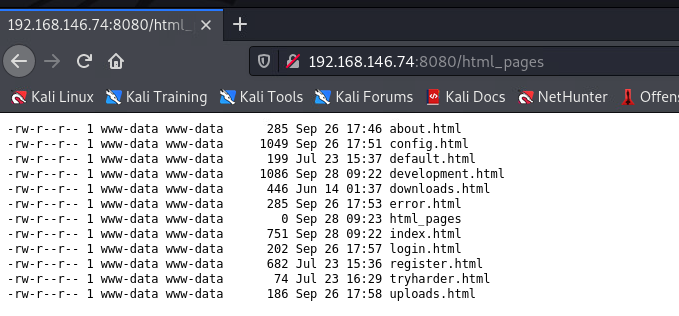 192.168.146.74:8080/html_
192.168.146.74:8080/html_pages
Kali Linux Kali Training Kali Tools Kali Forums Kali Docs NetHunter Offens
-rw-r--r-- 1 www-data www-data 285 Sep 26 17:46 about.html
-rw-r--r-- 1 www-data www-data 1049 Sep 26 17:51 config.html
-rw-r--r-- 1 www-data www-data 199 Jul 23 15:37 default.html
-rw-r--r-- 1 www-data www-data 1086 Sep 28 09:22 development.html
-rw-r--r-- 1 www-data www-data 446 Jun 14 01:37 downloads.html
-rw-r--r-- 1 www-data www-data 285 Sep 26 17:53 error.html
-rw-r--r-- 1 www-data www-data 0 Sep 28 09:23 html_pages
-rw-r--r-- 1 www-data www-data 751 Sep 28 09:22 index.html
-rw-r--r-- 1 www-data www-data 202 Sep 26 17:57 login.html
-rw-r--r-- 1 www-data www-data 682 Jul 23 15:36 register.html
-rw-r--r-- 1 www-data www-data 74 Jul 23 16:29 tryharder.html
-rw-r--r-- 1 www-data www-data 186 Sep 26 17:58 uploads.html